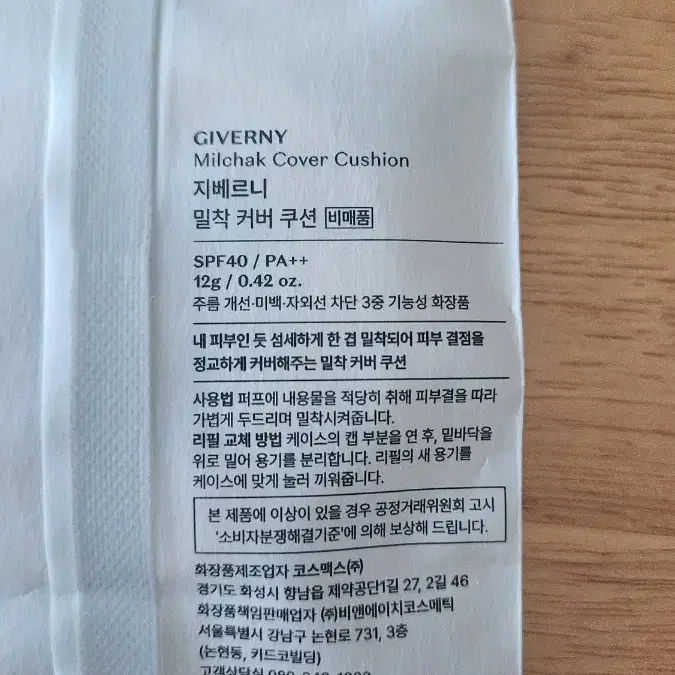 GIVERNY
Milchak Cover Cushion
지베르니
밀착 커버 쿠션 비매품
SPF40 / PA++
12g / 0.42 oz.
주름 개선·미백·자외선 차단 3중 기능성 화장품
내 피부인 듯 섬세하게 한 겹 밀착되어 피부 결점을
정교하게 커버해주는 밀착 커버 쿠션
사용법 퍼프에 내용물을 적당히 취해 피부결을 따라
가볍게 두드리며 밀착시켜줍니다.
리필 교체 방법 케이스의 캡 부분을 연 후, 밑바닥을
위로 밀어 용기를 분리합니다. 리필의 새 용기를
케이스에 맞게 눌러 끼워줍니다.
본 제품에 이상이 있을 경우 공정거래위원회 고시
'소비자분쟁해결기준'에 의해 보상해 드립니다.
화장품제조업자 코스맥스(주)
경기도 화성시 향남읍 제약공단1길 27, 2길 46
화장품책임판매업자 (주)비앤에이치코스메틱
서울특별시 강남구 논현로 731, 3층
(논현동, 키드코빌딩)
고객상담실